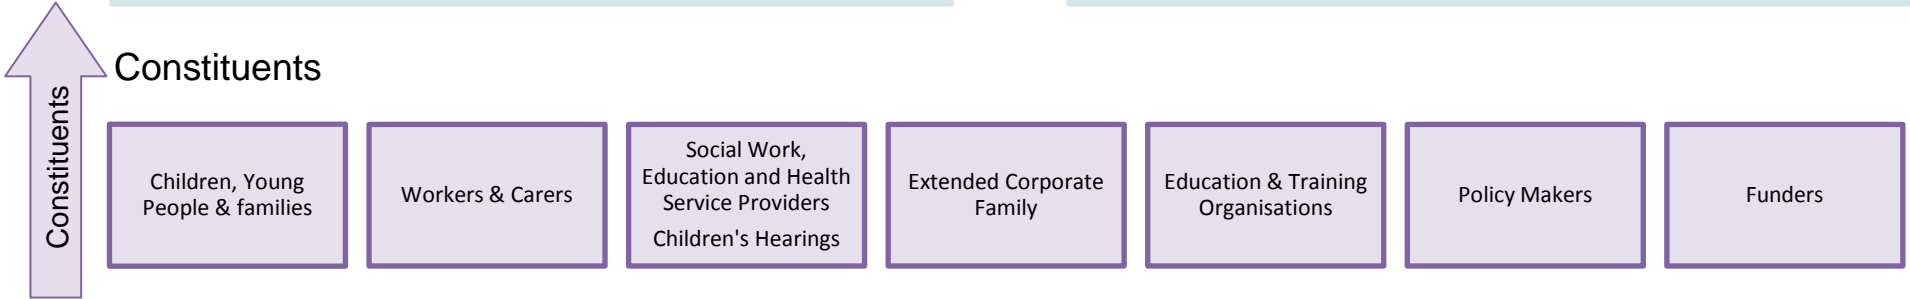 Constituents
Constituents
Children, Young
People & families
Workers & Carers
Social Work,
Education and Health
Service Providers
Children's Hearings
Extended Corporate
Family
Education & Training
Organisations
Policy Makers
Funders